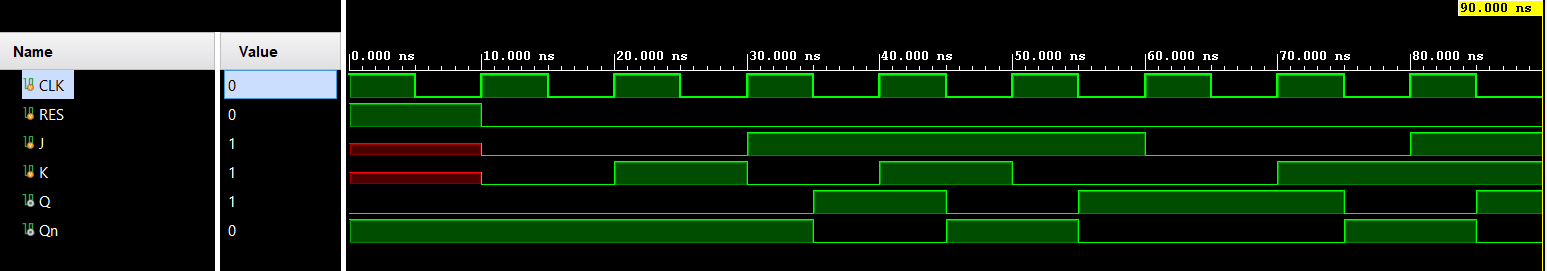 90.000 ns
Name Value
0.000 ns 10.000 ns 20.000 ns 30.000 ns 40.000 ns 50.000 ns 60.000 ns 70.000 ns 80.000 ns
CLK 0
RES 0
J 1
K 1
Q 1
Qn 0